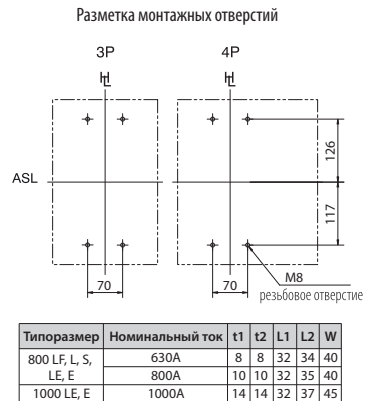 Разметка монтажных отверстий
3P 4P
HL HL
ASL
126
117
70 70
M8
резьбовое отверстие
Типоразмер Номинальный ток t1 t2 L1 L2 W
800 LF, L, S, LE, E 630A 8 8 32 34 40
800A 10 10 32 35 40
1000 LE, E 1000A 14 14 32 37 45